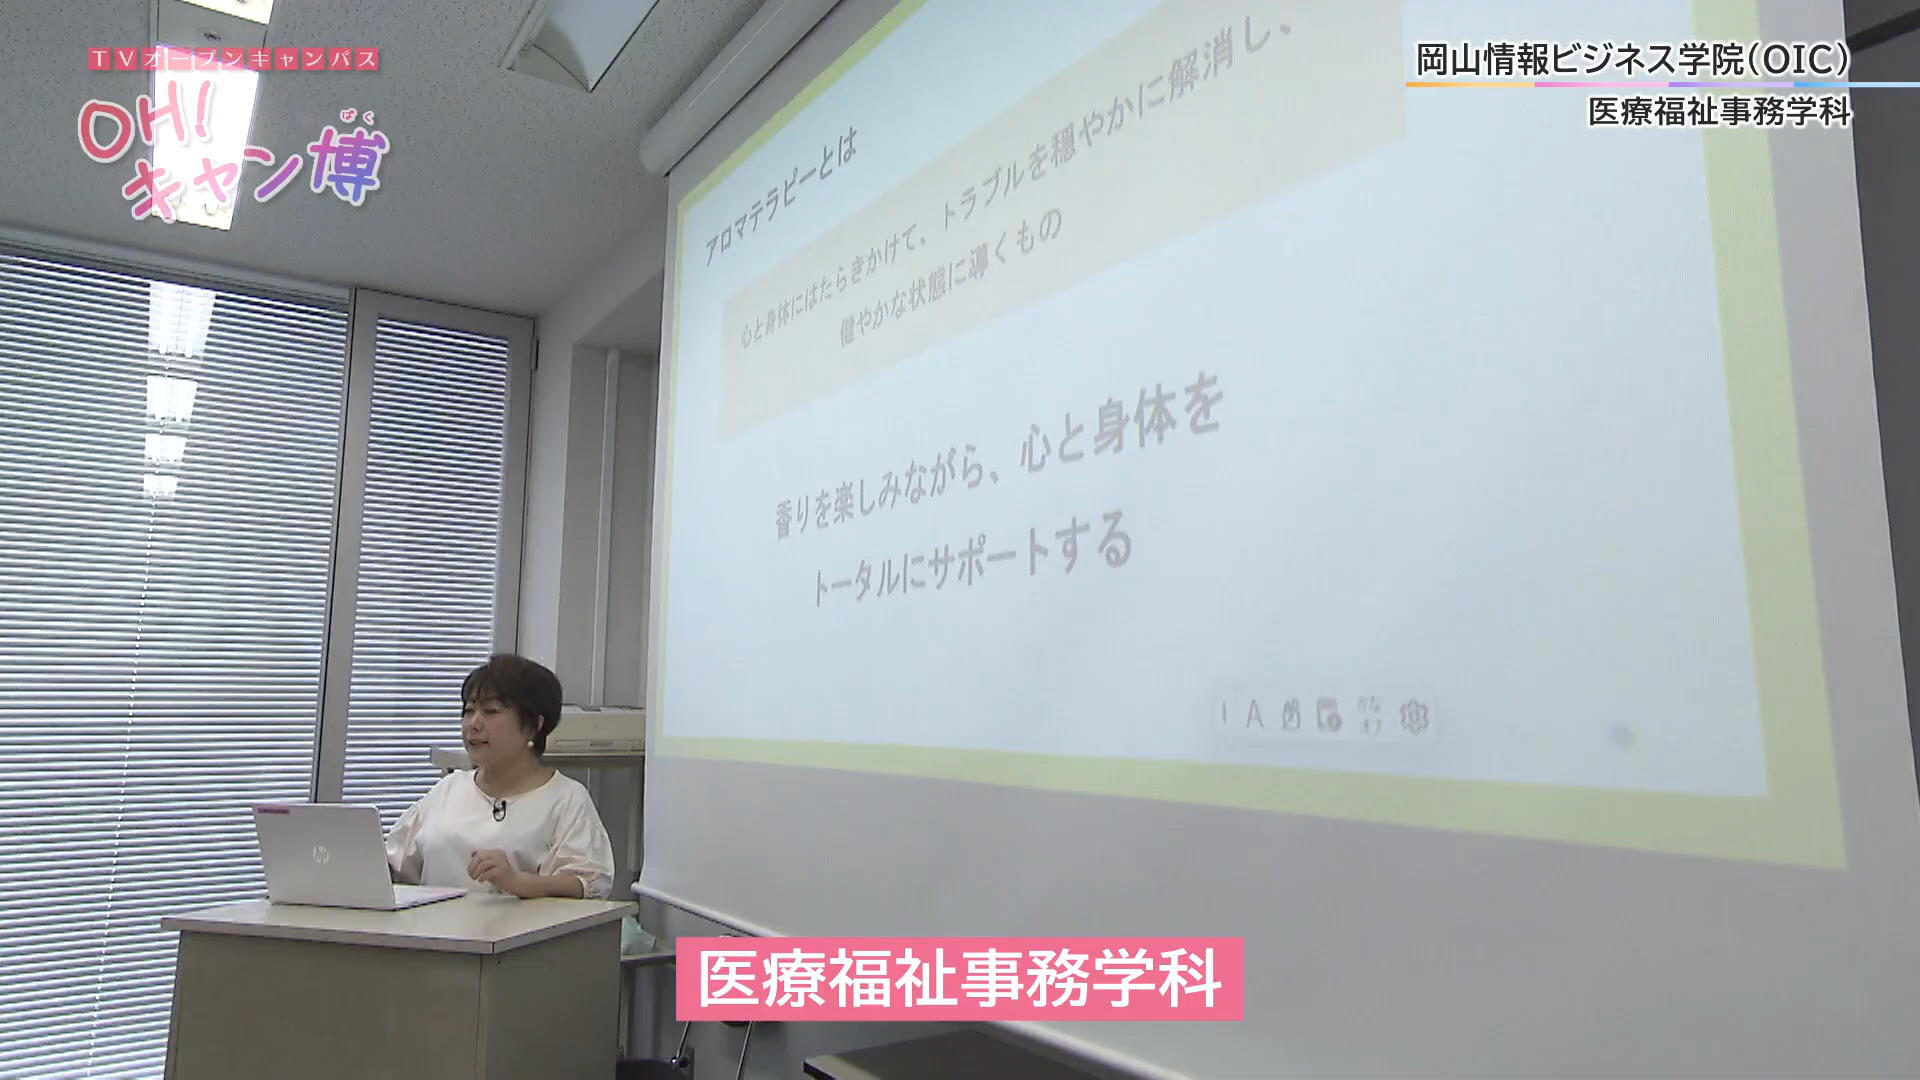 TVオープンキャンパス
OH!
キャン博
ばく
岡山情報ビジネス学院(OIC)
医療福祉事務学科
アロマテラピーとは
心と身体にはたらきかけて、トラブルを穏やかに解消し、
健やかな状態に導くもの
香りを楽しみながら、心と身体を
トータルにサポートする
A
かな
オフ
hp
医療福祉事務学科